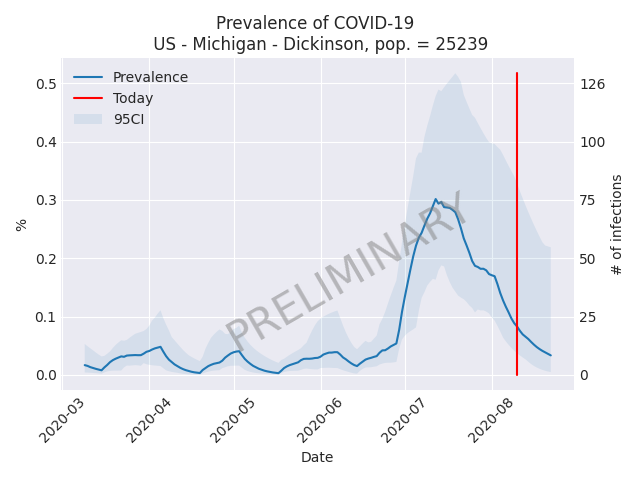 Prevalence of COVID-19
US - Michigan - Dickinson, pop. = 25239
Prevalence
Today
95CI
PRELIMINARY
0.5
0.4
0.3
0.2
0.1
0.0
%
126
100
75
50
25
0
# of infections
2020-03
2020-04
2020-05
2020-06
2020-07
2020-08
Date